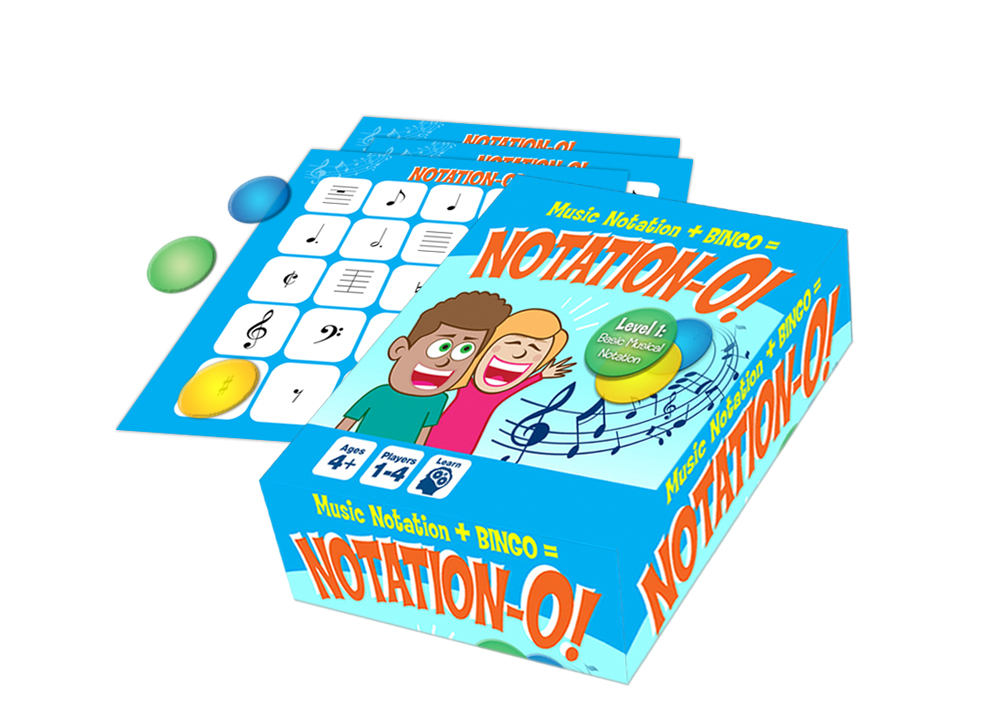 NOTATION-O!
NOTATION-O!
NOTATION-O
Music Notation + BINGO =
NOTATION-O!
Level 1:
Basic Musical
Notation
Ages
4+
Players
1-4
Learn
Music Notation + BINGO =
NOTATION-O!
Music Notation + BINGO =
NOTATION-O!